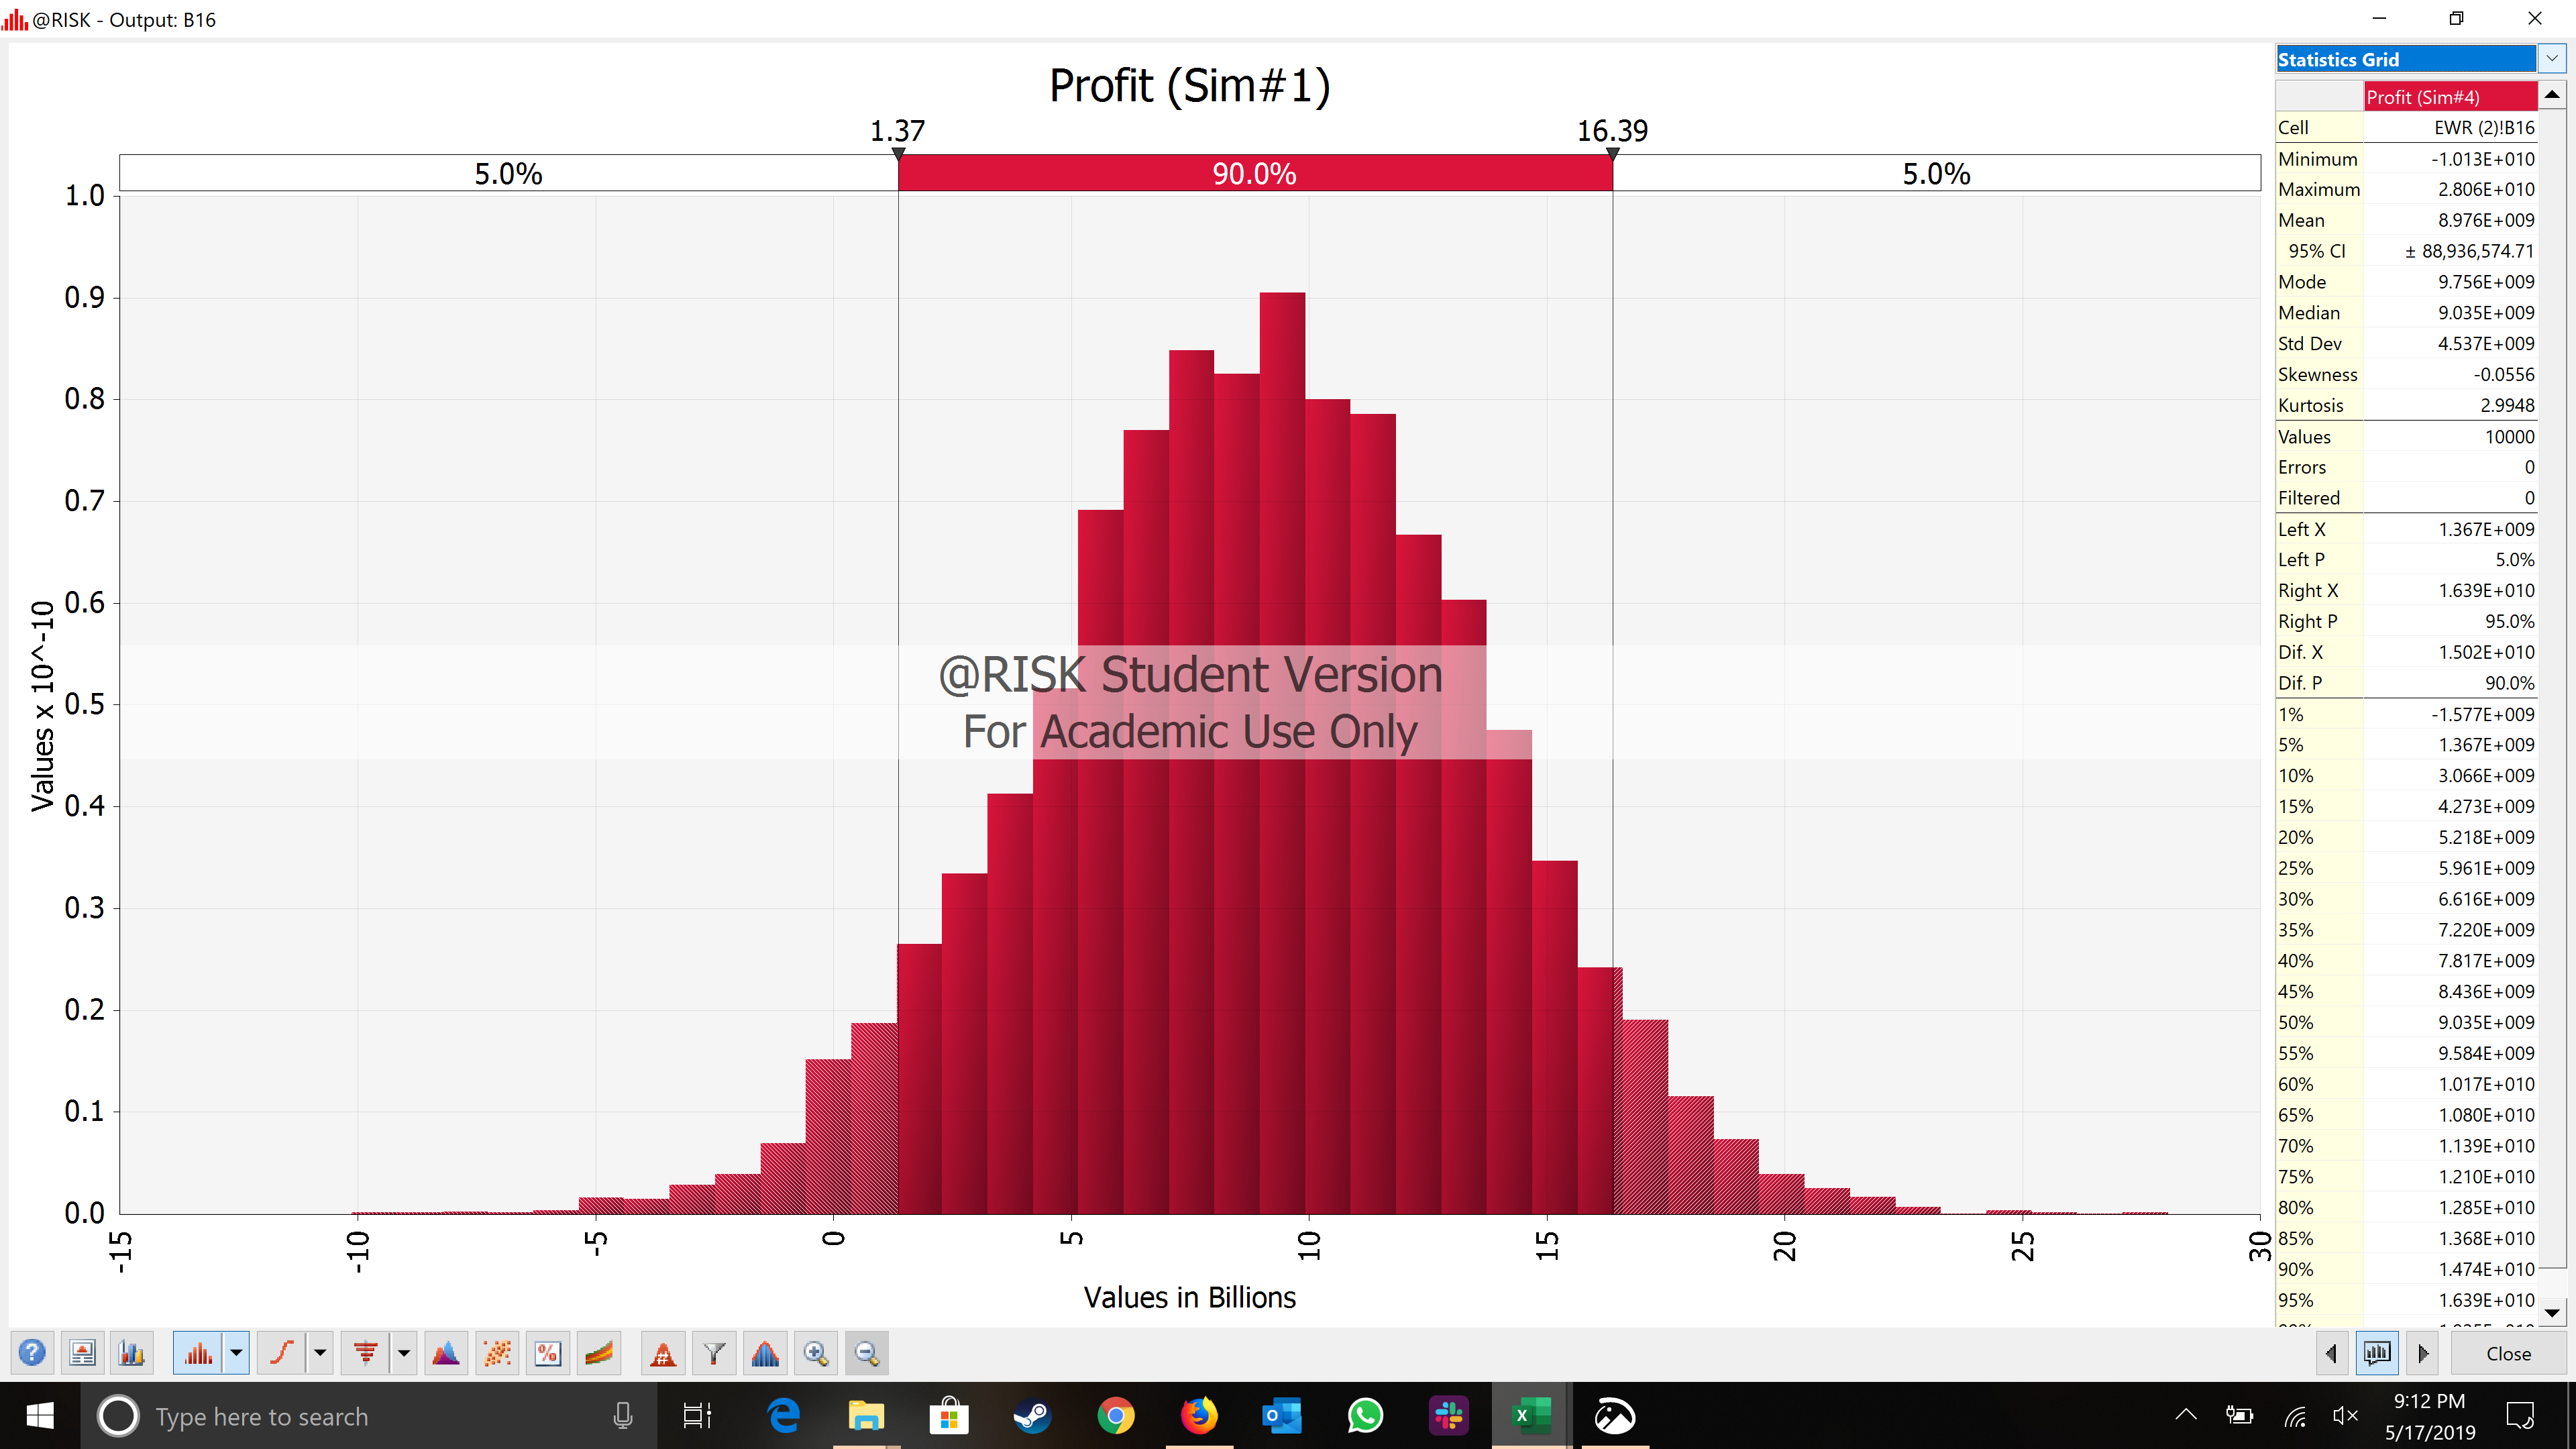 @RISK - Output: B16
Profit (Sim#1)
1.37
16.39
5.0%
90.0%
5.0%
1.0
0.9
0.8
0.7
0.6
0.5
0.4
0.3
0.2
0.1
0.0
Values x 10^-10
@RISK Student Version
For Academic Use Only
-15
-10
-5
0
5
10
15
20
25
30
Values in Billions
Statistics Grid
Profit (Sim#4)
Cell EWR (2)!B16
Minimum -1.013E+010
Maximum 2.806E+010
Mean 8.976E+009
95% CI ± 88,936,574.71
Mode 9.756E+009
Median 9.035E+009
Std Dev 4.537E+009
Skewness -0.0556
Kurtosis 2.9948
Values 10000
Errors 0
Filtered 0
Left X 1.367E+009
Left P 5.0%
Right X 1.639E+010
Right P 95.0%
Dif. X 1.502E+010
Dif. P 90.0%
1% -1.577E+009
5% 1.367E+009
10% 3.066E+009
15% 4.273E+009
20% 5.218E+009
25% 5.961E+009
30% 6.616E+009
35% 7.220E+009
40% 7.817E+009
45% 8.436E+009
50% 9.035E+009
55% 9.584E+009
60% 1.017E+010
65% 1.080E+010
70% 1.139E+010
75% 1.210E+010
80% 1.285E+010
85% 1.368E+010
90% 1.474E+010
95% 1.639E+010
Close
Type here to search
9:12 PM
5/17/2019